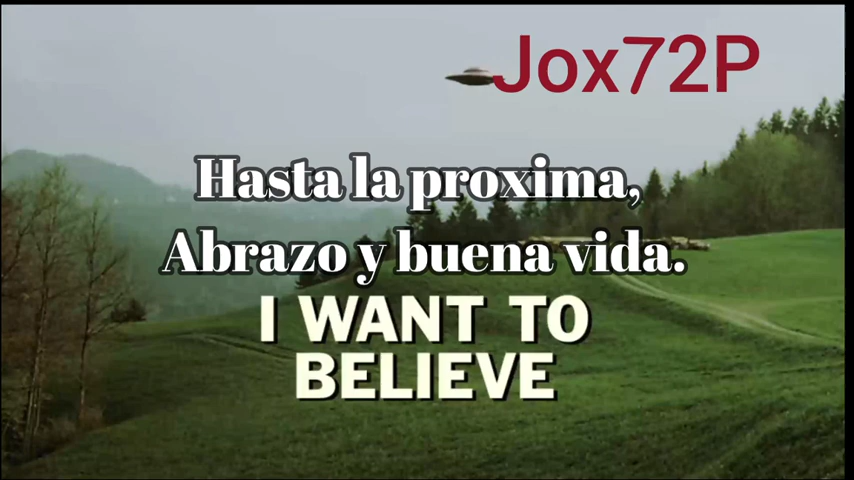 Jox72P
Hasta la proxima,
Abrazo y buena vida.
I WANT TO
BELIEVE